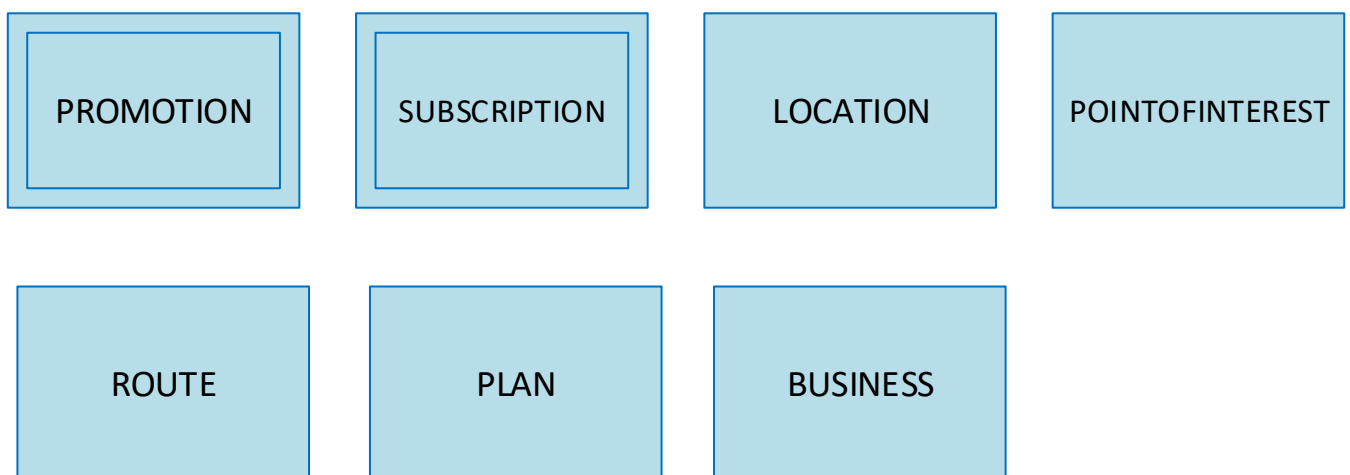 PROMOTION
SUBSCRIPTION
LOCATION
POINTOFINTEREST
ROUTE
PLAN
BUSINESS